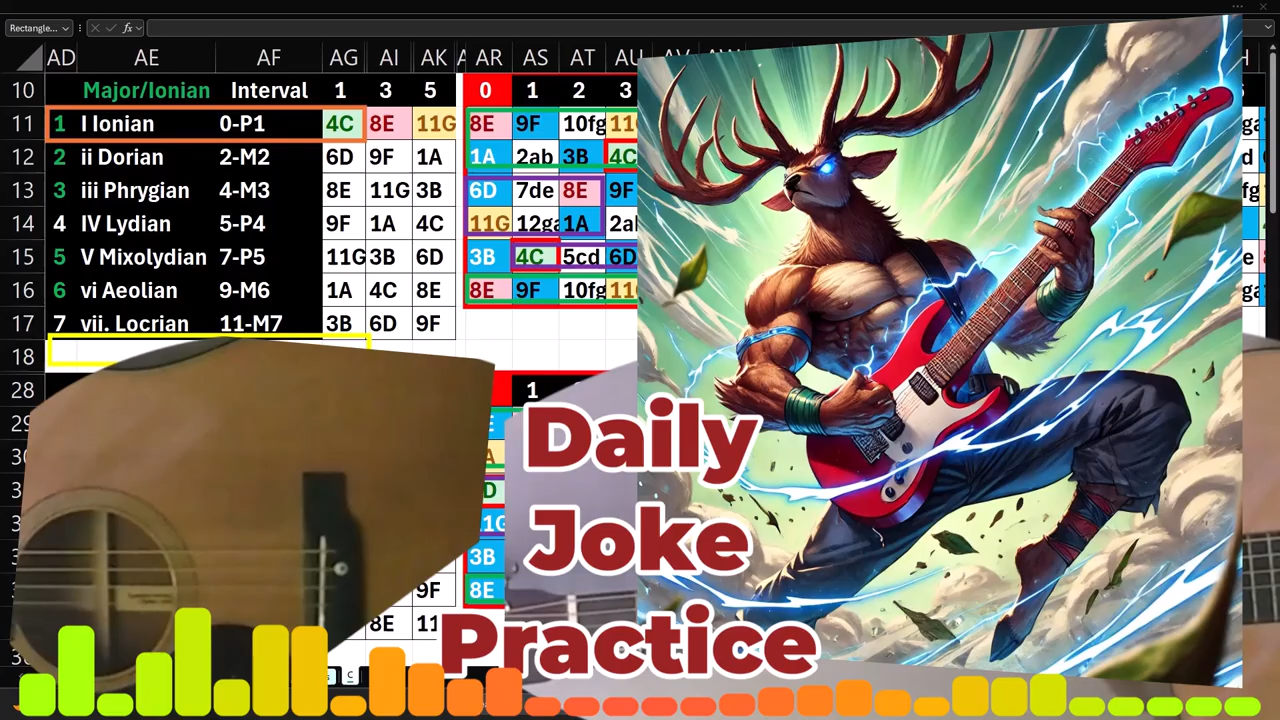 Rectangle...
fx
AD AE AF AG AI AK AR AS AT AU
10 Major/Ionian Interval 1 3 5 0 1 2 3
11 1 I Ionian 0-P1 4C 8E 11G 8E 9F 10fg
12 2 ii Dorian 2-M2 6D 9F 1A 1A 2ab 3B 4C
13 3 iii Phrygian 4-M3 8E 11G 3B 6D 7de 8E 9F
14 4 IV Lydian 5-P4 9F 1A 4C 11G 12ga 1A
15 5 V Mixolydian 7-P5 11G 3B 6D 3B 4C 5cd 6D
16 6 vi Aeolian 9-M6 1A 4C 8E 8E 9F 10fg
17 7 vii. Locrian 11-M7 3B 6D 9F
18
28 1
29
Daily
Joke
Practice
3B
9F 8E
8E